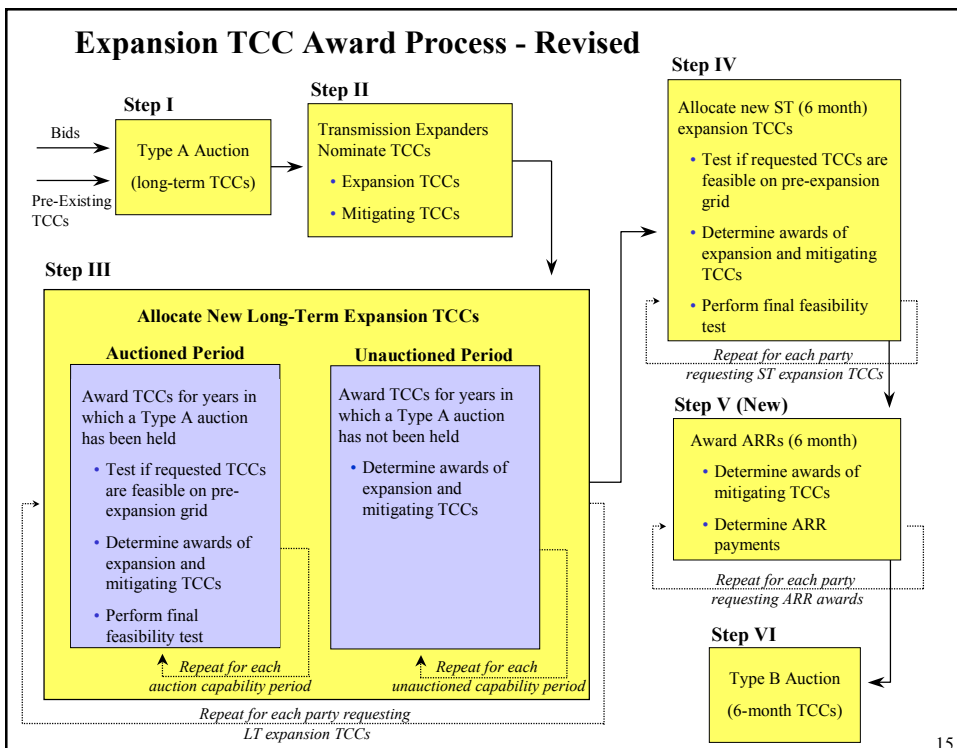 Expansion TCC Award Process - Revised
Step I
Bids
Pre-Existing
TCCs
Type A Auction
(long-term TCCs)
Step II
Transmission Expanders
Nominate TCCs
• Expansion TCCs
• Mitigating TCCs
Step III
Allocate New Long-Term Expansion TCCs
Auctioned Period
Award TCCs for years in
which a Type A auction
has been held
• Test if requested TCCs
are feasible on pre-
expansion grid
• Determine awards of
expansion and
mitigating TCCs
• Perform final
feasibility test
Repeat for each
auction capability period
Unauctioned Period
Award TCCs for years in
which a Type A auction
has not been held
• Determine awards of
expansion and
mitigating TCCs
Repeat for each
unauctioned capability period
Repeat for each party requesting
LT expansion TCCs
Step IV
Allocate new ST (6 month)
expansion TCCs
• Test if requested TCCs are
feasible on pre-expansion
grid
• Determine awards of
expansion and mitigating
TCCs
• Perform final feasibility
test
Repeat for each party
requesting ST expansion TCCs
Step V (New)
Award ARRs (6 month)
• Determine awards of
mitigating TCCs
• Determine ARR
payments
Repeat for each party
requesting ARR awards
Step VI
Type B Auction
(6-month TCCs)
15